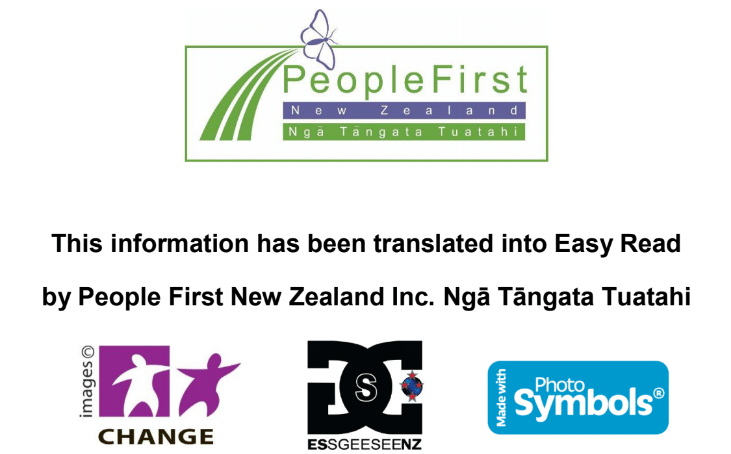 PeopleFirst
New Zealand
Ngā Tāngata Tuatahi
This information has been translated into Easy Read
by People First New Zealand Inc. Ngā Tāngata Tuatahi
images©
CHANGE
S
ESSGEESEENZ
Made with
Photo
Symbols®